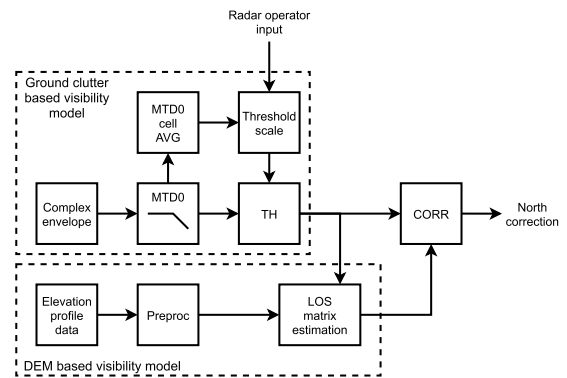 Radar operator
input
Ground clutter
based visibility
model
MTD0
cell
AVG
Threshold
scale
Complex
envelope
MTD0
TH
CORR
North
correction
Elevation
profile
data
Preproc
LOS
matrix
estimation
DEM based visibility model